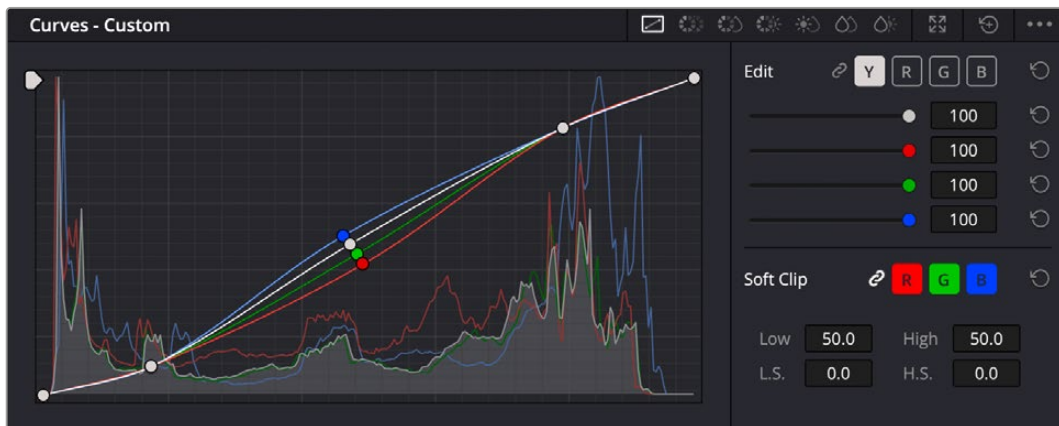 Curves - Custom
Edit Y R G B
100
100
100
100
Soft Clip R G B
Low 50.0 High 50.0
L.S. 0.0 H.S. 0.0